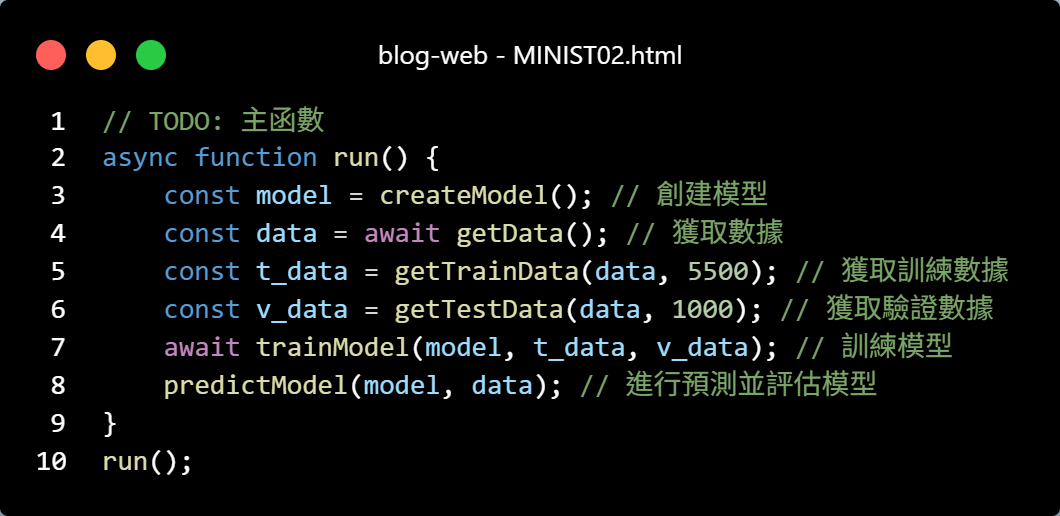 blog-web - MINIST02.html
1 // TODO: 主函數
2 async function run() {
3     const model = createModel(); // 創建模型
4     const data = await getData(); // 獲取數據
5     const t_data = getTrainData(data, 5500); // 獲取訓練數據
6     const v_data = getTestData(data, 1000); // 獲取驗證數據
7     await trainModel(model, t_data, v_data); // 訓練模型
8     predictModel(model, data); // 進行預測並評估模型
9 }
10 run();